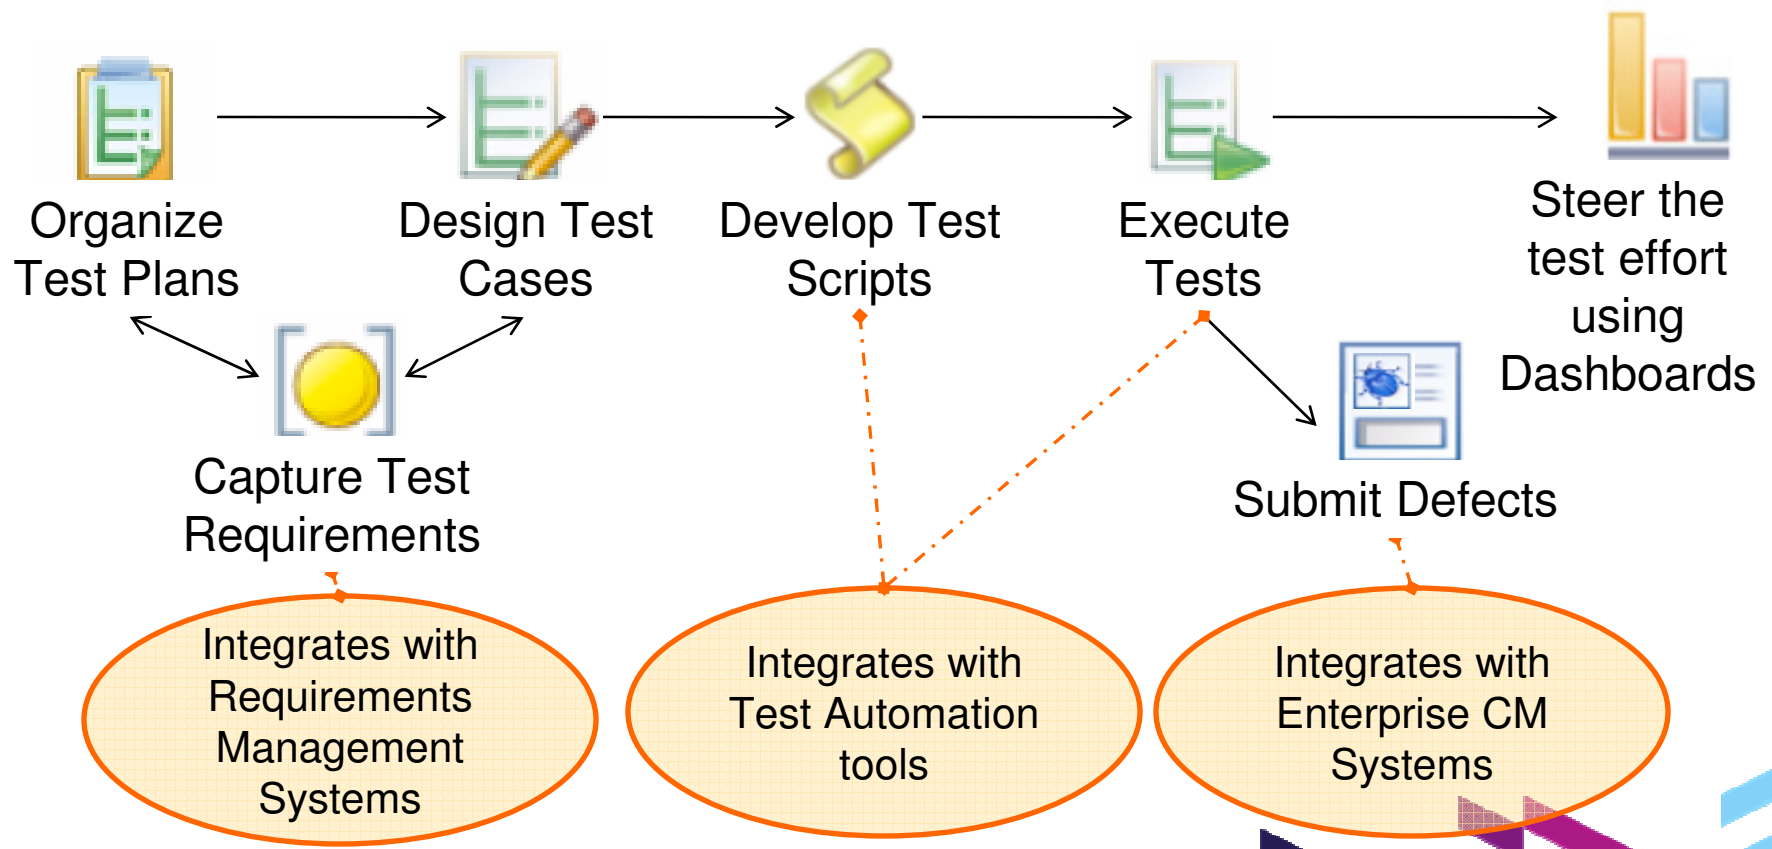 Organize
Test Plans
Design Test
Cases
Develop Test
Scripts
Execute
Tests
Steer the
test effort
using
Dashboards
Capture Test
Requirements
Submit Defects
Integrates with
Requirements
Management
Systems
Integrates with
Test Automation
tools
Integrates with
Enterprise CM
Systems